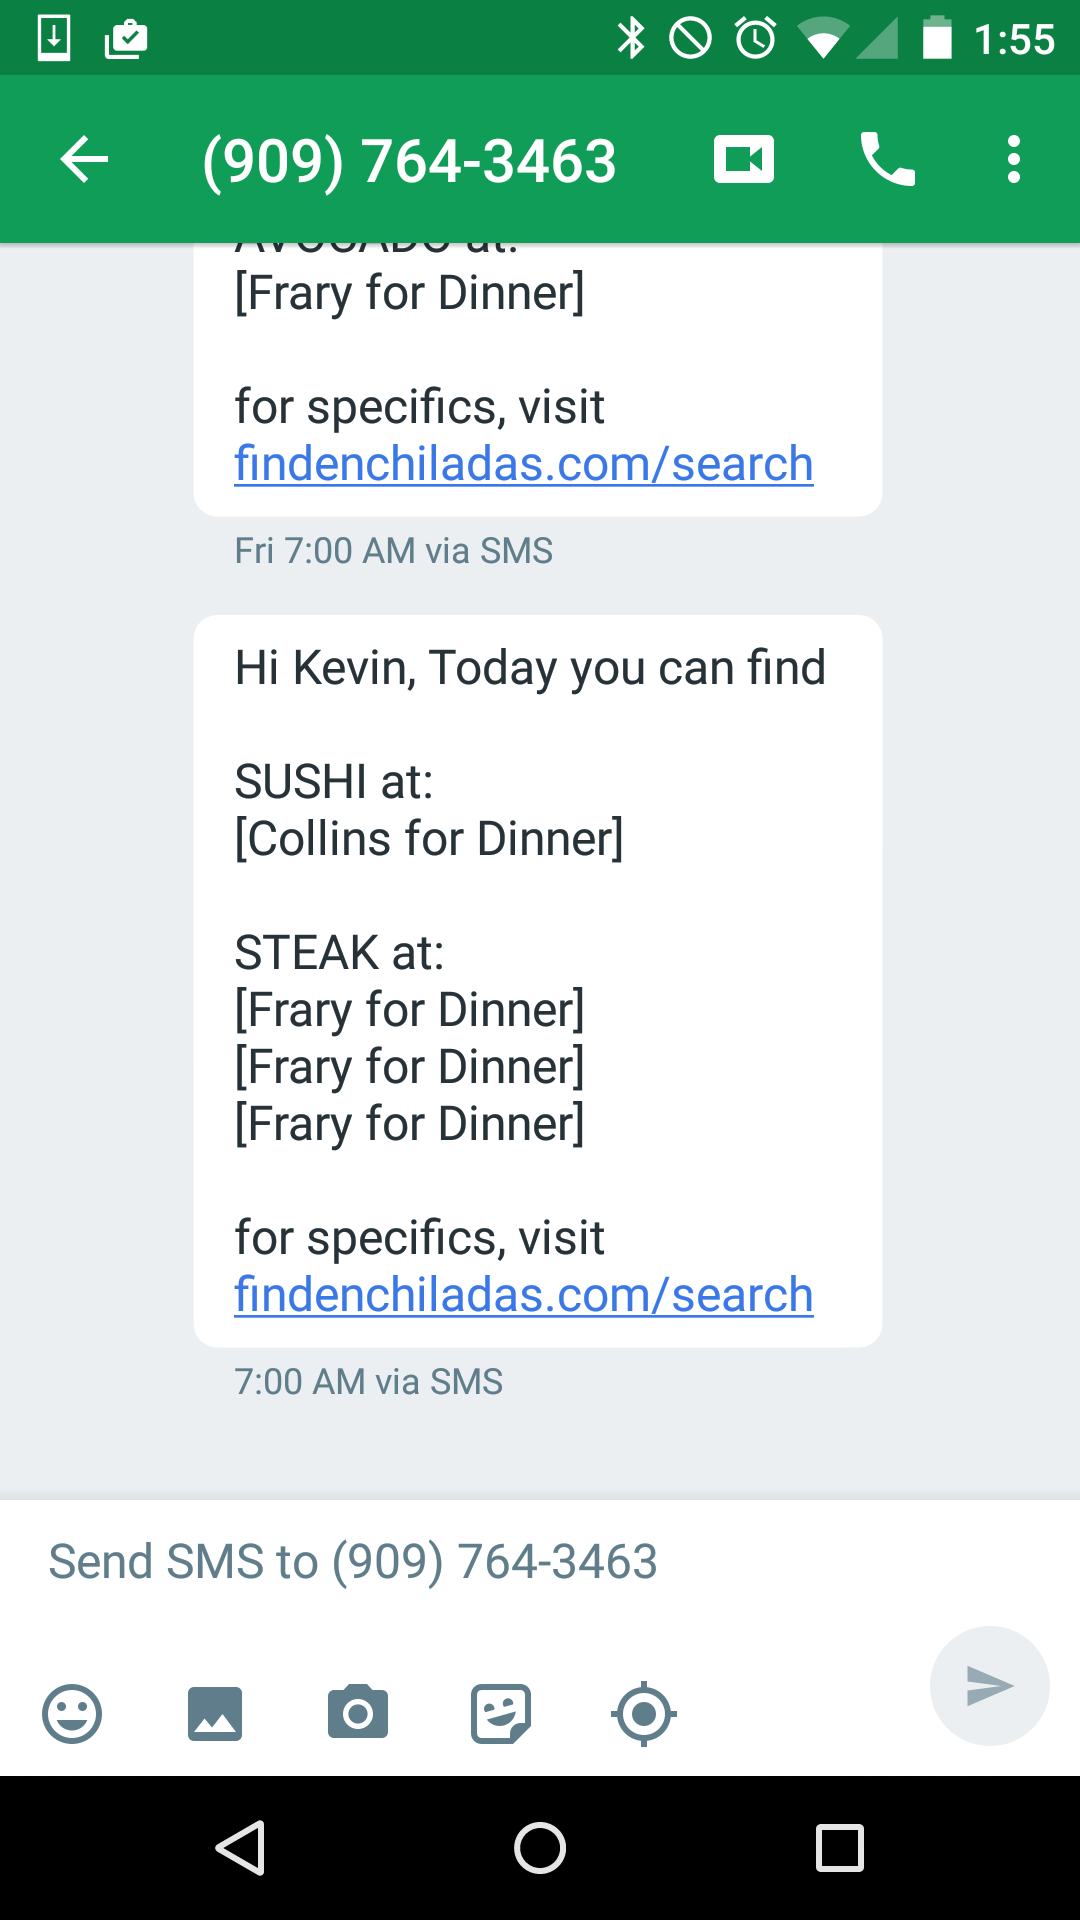 1:55
(909) 764-3463
AVOCADO at:
[Frary for Dinner]
for specifics, visit
findenchiladas.com/search
Fri 7:00 AM via SMS
Hi Kevin, Today you can find
SUSHI at:
[Collins for Dinner]
STEAK at:
[Frary for Dinner]
[Frary for Dinner]
[Frary for Dinner]
for specifics, visit
findenchiladas.com/search
7:00 AM via SMS
Send SMS to (909) 764-3463